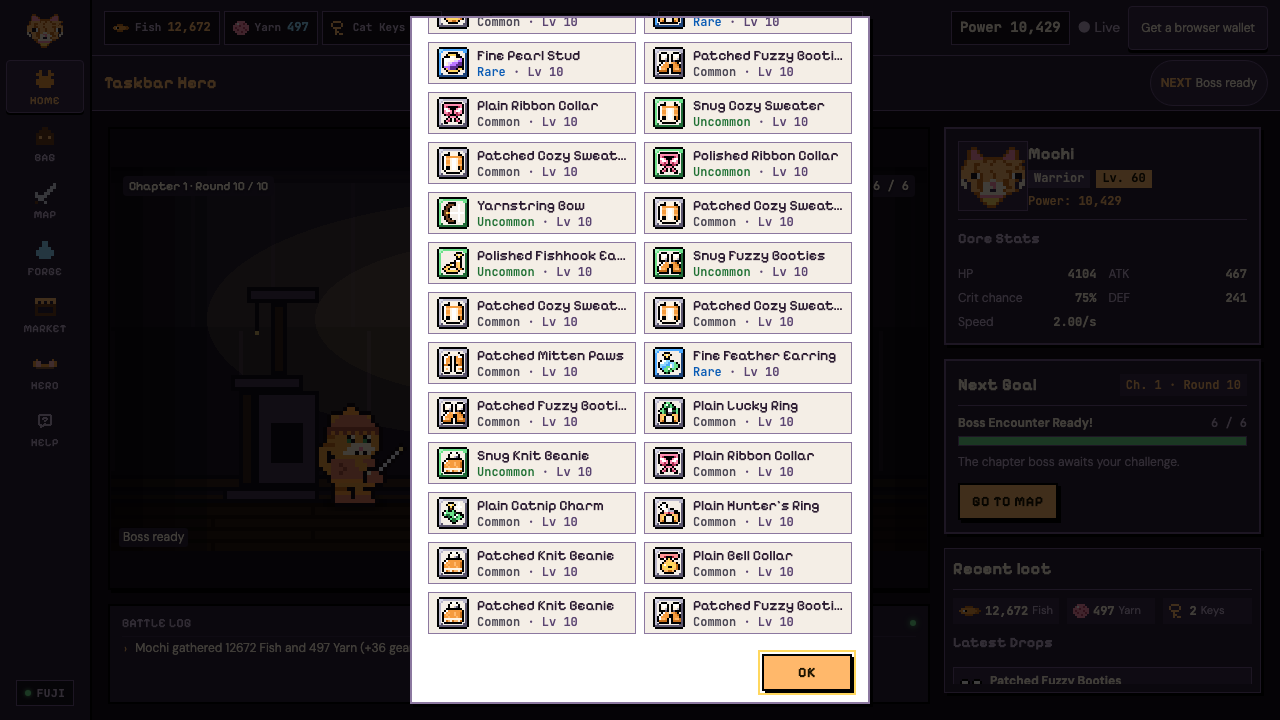 Fish 12,672
Yarn 497
Cat Keys
Power 10,429
Live
Get a browser wallet
HOME
BAG
MAP
FORGE
MARKET
HERO
HELP
FUJI
Taskbar Hero
NEXT Boss ready
Chapter 1 · Round 10 / 10
6 / 6
Boss ready
BATTLE LOG
› Mochi gathered 12672 Fish and 497 Yarn (+36 gea
Common · Lv 10
Rare · Lv 10
Fine Pearl Stud
Rare · Lv 10
Patched Fuzzy Booti...
Common · Lv 10
Plain Ribbon Collar
Common · Lv 10
Snug Cozy Sweater
Uncommon · Lv 10
Patched Cozy Sweat...
Common · Lv 10
Polished Ribbon Collar
Uncommon · Lv 10
Yarnstring Bow
Uncommon · Lv 10
Patched Cozy Sweat...
Common · Lv 10
Polished Fishhook Ea...
Uncommon · Lv 10
Snug Fuzzy Booties
Uncommon · Lv 10
Patched Cozy Sweat...
Common · Lv 10
Patched Cozy Sweat...
Common · Lv 10
Patched Mitten Paws
Common · Lv 10
Fine Feather Earring
Rare · Lv 10
Patched Fuzzy Booti...
Common · Lv 10
Plain Lucky Ring
Common · Lv 10
Snug Knit Beanie
Uncommon · Lv 10
Plain Ribbon Collar
Common · Lv 10
Plain Catnip Charm
Common · Lv 10
Plain Hunter's Ring
Common · Lv 10
Patched Knit Beanie
Common · Lv 10
Plain Bell Collar
Common · Lv 10
Patched Knit Beanie
Common · Lv 10
Patched Fuzzy Booti...
Common · Lv 10
OK
Mochi
Warrior Lv. 60
Power: 10,429
Core Stats
HP 4104 ATK 467
Crit chance 75% DEF 241
Speed 2.00/s
Next Goal
Ch. 1 · Round 10
Boss Encounter Ready! 6 / 6
The chapter boss awaits your challenge.
GO TO MAP
Recent loot
12,672 Fish
497 Yarn
2 Keys
Latest Drops
Patched Fuzzy Booties